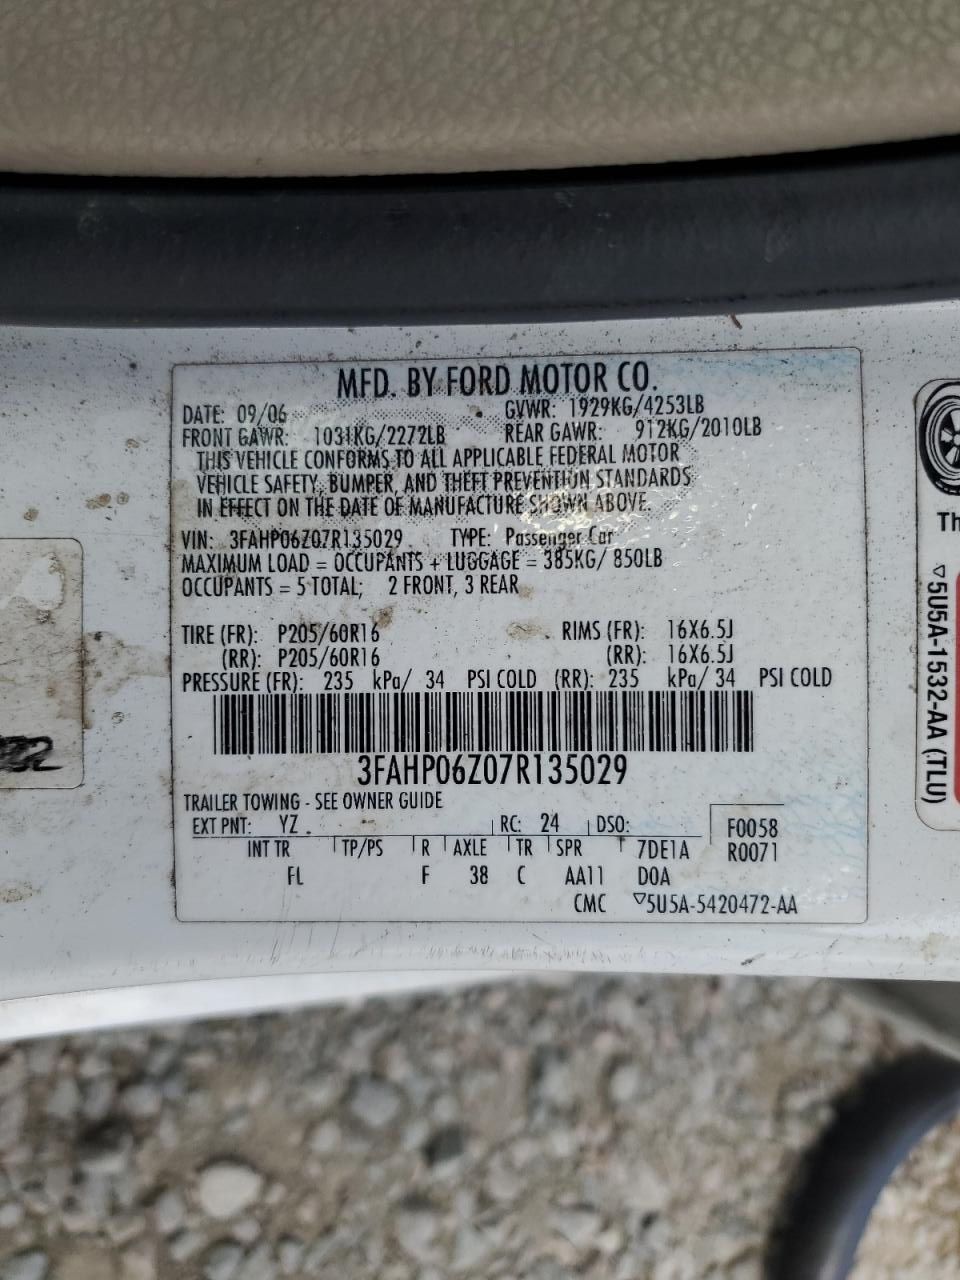 MFD. BY FORD MOTOR CO.
DATE: 09/06 GVWR: 1929KG/4253LB
FRONT GAWR: 1031KG/2272LB REAR GAWR: 912KG/2010LB
THIS VEHICLE CONFORMS TO ALL APPLICABLE FEDERAL MOTOR
VEHICLE SAFETY, BUMPER, AND THEFT PREVENTION STANDARDS
IN EFFECT ON THE DATE OF MANUFACTURE SHOWN ABOVE.
VIN: 3FAHP06Z07R135029 TYPE: Passenger Car
MAXIMUM LOAD = OCCUPANTS + LUGGAGE = 385KG/ 850LB
OCCUPANTS = 5 TOTAL; 2 FRONT, 3 REAR
TIRE (FR): P205/60R16 RIMS (FR): 16X6.5J
(RR): P205/60R16 (RR): 16X6.5J
PRESSURE (FR): 235 kPa/ 34 PSI COLD (RR): 235 kPa/ 34 PSI COLD
3FAHP06Z07R135029
TRAILER TOWING - SEE OWNER GUIDE
EXT PNT: YZ RC: 24 DSO: F0058
INT TR TP/PS R AXLE TR SPR 7DE1A R0071
FL F 38 C AA11 D0A
CMC ▽5U5A-5420472-AA
Th
▽5U5A-1532-AA (TLU)